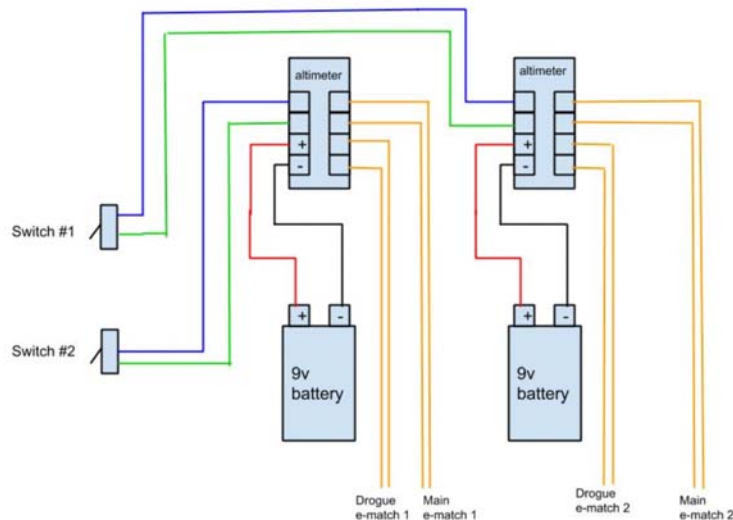 altimeter
altimeter
+
-
+
-
Switch #1
Switch #2
+
-
+
-
9v
battery
9v
battery
Drogue
e-match 1
Main
e-match 1
Drogue
e-match 2
Main
e-match 2